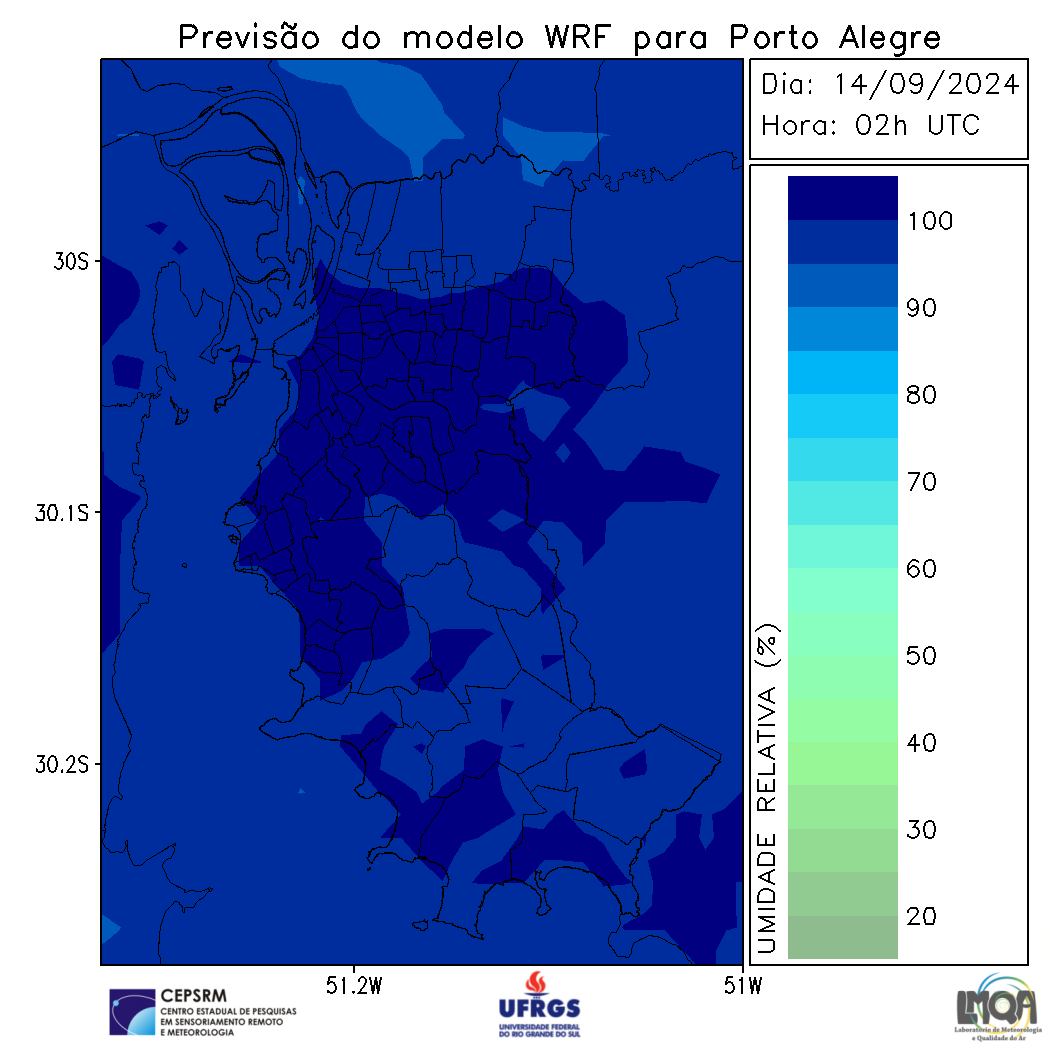 Previsão do modelo WRF para Porto Alegre
Dia: 14/09/2024
Hora: 02h UTC
30S
30.1S
30.2S
51.2W
51W
UMIDADE RELATIVA (%)
100
90
80
70
60
50
40
30
20
CEPSRM
CENTRO ESTADUAL DE PESQUISAS
EM SENSORIAMENTO REMOTO
E METEOROLOGIA
UFRGS
UNIVERSIDADE FEDERAL
DO RIO GRANDE DO SUL
LMQA
Laboratório de Meteorologia
e Qualidade do Ar